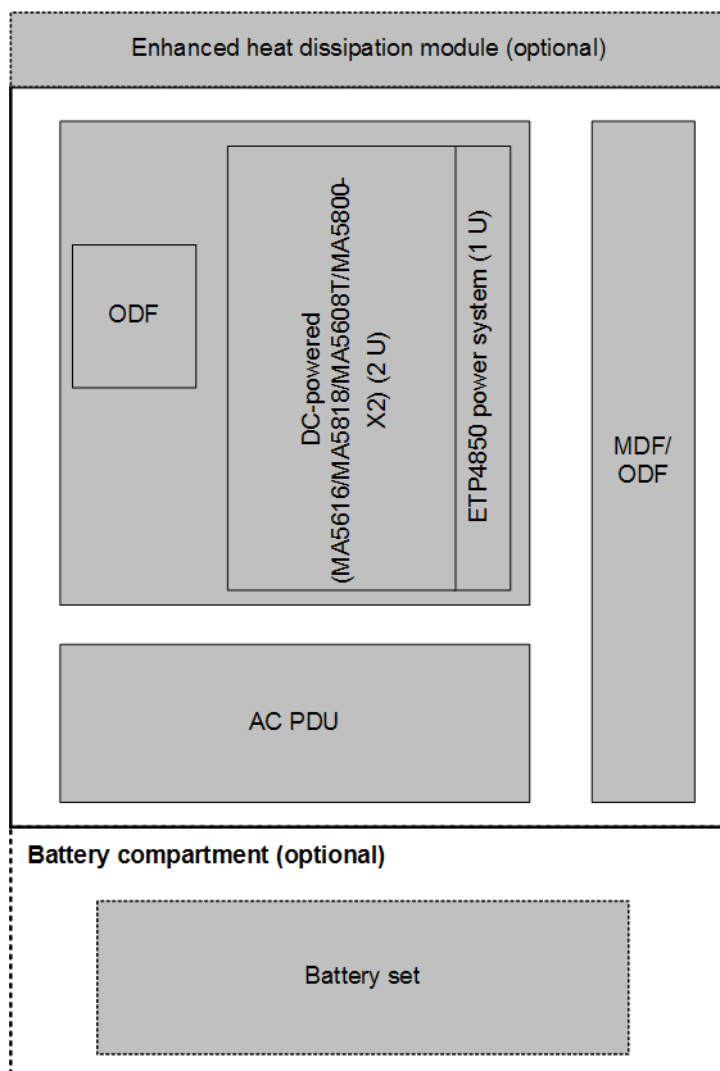 Enhanced heat dissipation module (optional)
ODF
DC-powered
(MA5616/MA5818/MA5608T/MA5800-
X2) (2 U)
ETP4850 power system (1 U)
MDF/
ODF
AC PDU
Battery compartment (optional)
Battery set